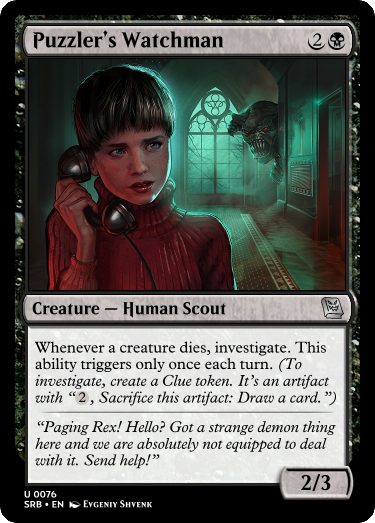 Puzzler's Watchman 2
Creature — Human Scout
Whenever a creature dies, investigate. This
ability triggers only once each turn. (To
investigate, create a Clue token. It's an artifact
with “2, Sacrifice this artifact: Draw a card.”)
“Paging Rex! Hello? Got a strange demon thing
here and we are absolutely not equipped to deal
with it. Send help!”
2/3
U 0076
SRB • EN Evgeniy Shvenk